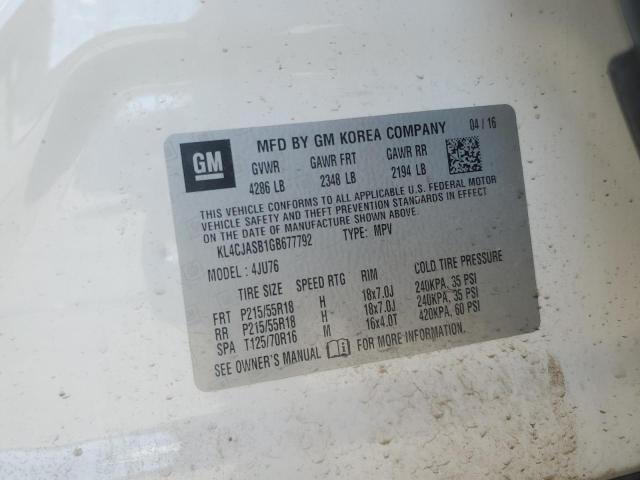 GM
MFD BY GM KOREA COMPANY 04 / 16
GVWR GAWR FRT GAWR RR
4286 LB 2348 LB 2194 LB
THIS VEHICLE CONFORMS TO ALL APPLICABLE U.S. FEDERAL MOTOR
VEHICLE SAFETY AND THEFT PREVENTION STANDARDS IN EFFECT
ON THE DATE OF MANUFACTURE SHOWN ABOVE.
KL4CJASB1GB677792 TYPE: MPV
MODEL : 4JU76
TIRE SIZE SPEED RTG RIM COLD TIRE PRESSURE
FRT P215/55R18 H 18x7.0J 240KPA, 35 PSI
RR P215/55R18 H 18x7.0J 240KPA, 35 PSI
SPA T125/70R16 M 16x4.0T 420KPA, 60 PSI
SEE OWNER'S MANUAL FOR MORE INFORMATION.